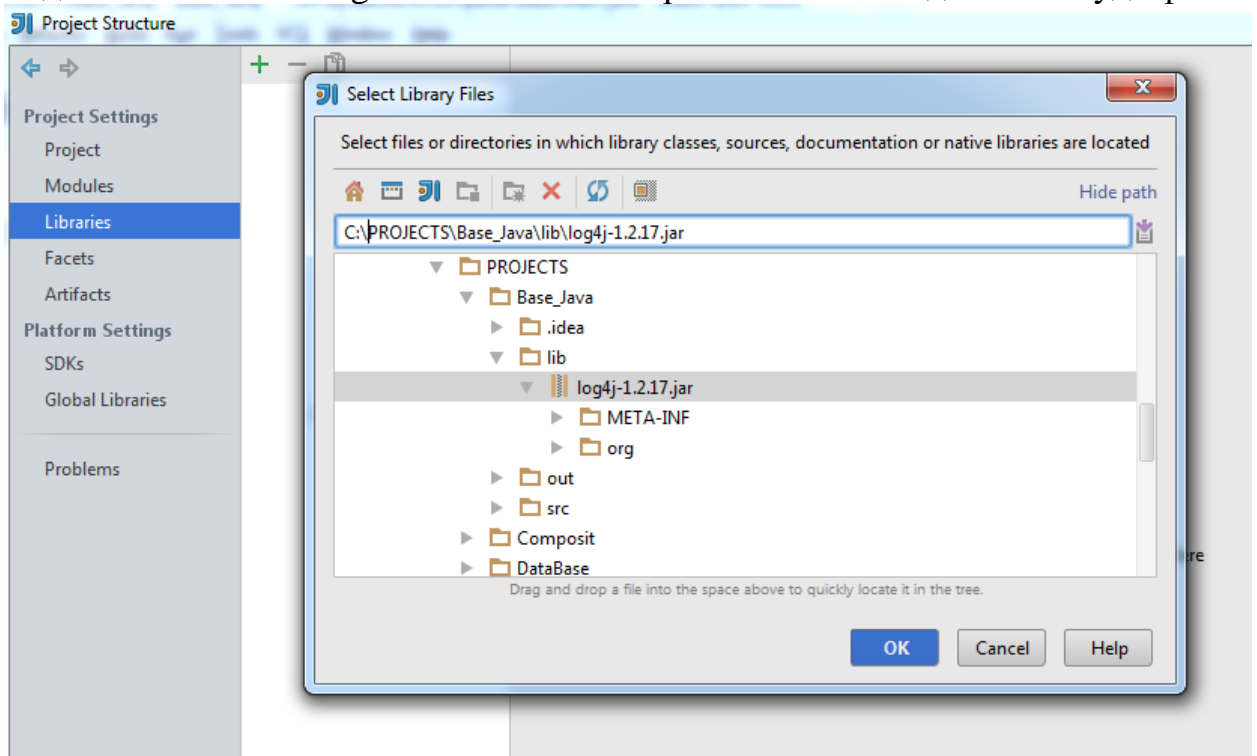 Project Structure
Select Library Files
Project Settings
Select files or directories in which library classes, sources, documentation or native libraries are located
Project
Modules
Hide path
Libraries
C:\PROJECTS\Base_Java\lib\log4j-1.2.17.jar
Facets
PROJECTS
Artifacts
Base_Java
Platform Settings
.idea
SDKs
lib
Global Libraries
log4j-1.2.17.jar
META-INF
org
Problems
out
src
Composit
DataBase
Drag and drop a file into the space above to quickly locate it in the tree.
OK Cancel Help